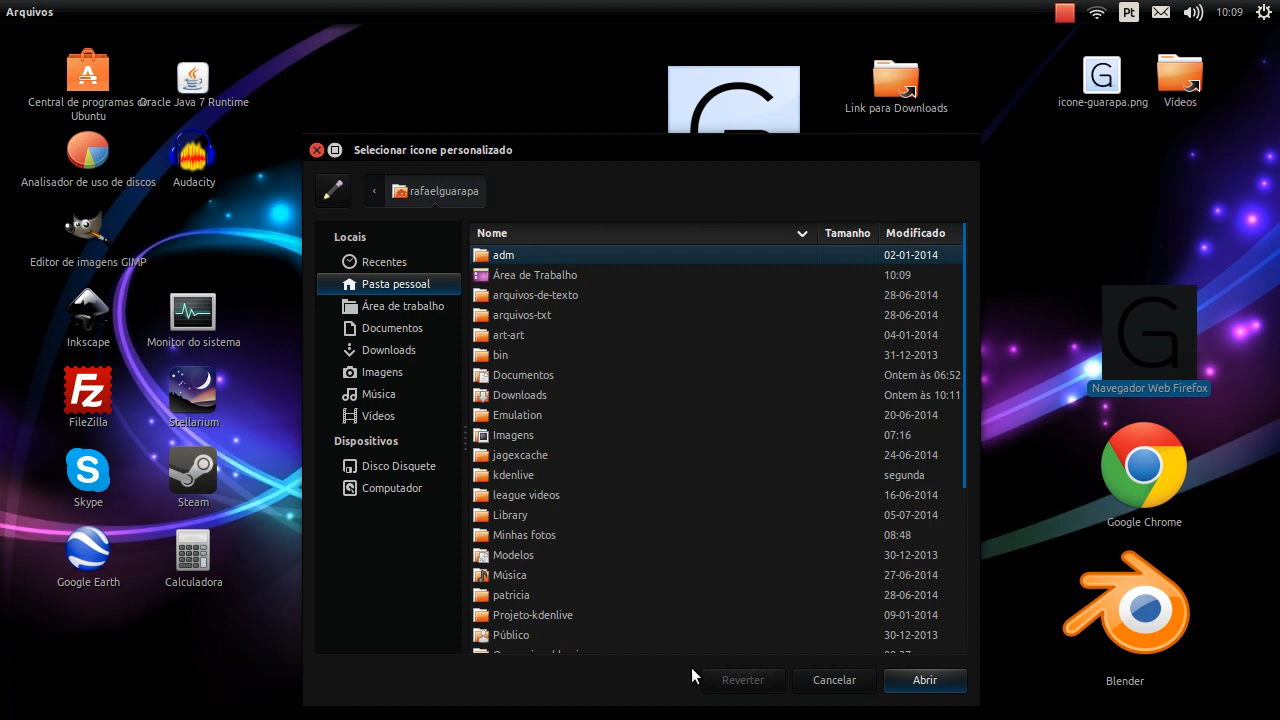 Arquivos
Pt
10:09
Central de programas do
Ubuntu
Oracle Java 7 Runtime
Analisador de uso de discos
Audacity
Editor de imagens GIMP
Inkscape
Monitor do sistema
FileZilla
Stellarium
Skype
Steam
Google Earth
Calculadora
Link para Downloads
icone-guarapa.png
Vídeos
Navegador Web Firefox
Google Chrome
Blender
Selecionar ícone personalizado
rafaelguarapa
Locais
Recentes
Pasta pessoal
Área de trabalho
Documentos
Downloads
Imagens
Música
Vídeos
Dispositivos
Disco Disquete
Computador
Nome Tamanho Modificado
adm 02-01-2014
Área de Trabalho 10:09
arquivos-de-texto 28-06-2014
arquivos-txt 28-06-2014
art-art 04-01-2014
bin 31-12-2013
Documentos Ontem às 06:52
Downloads Ontem às 10:11
Emulation 20-06-2014
Imagens 07:16
jagexcache 24-06-2014
kdenlive segunda
league videos 16-06-2014
Library 05-07-2014
Minhas fotos 08:48
Modelos 30-12-2013
Música 27-06-2014
patricia 28-06-2014
Projeto-kdenlive 09-01-2014
Público 30-12-2013
Reverter Cancelar Abrir